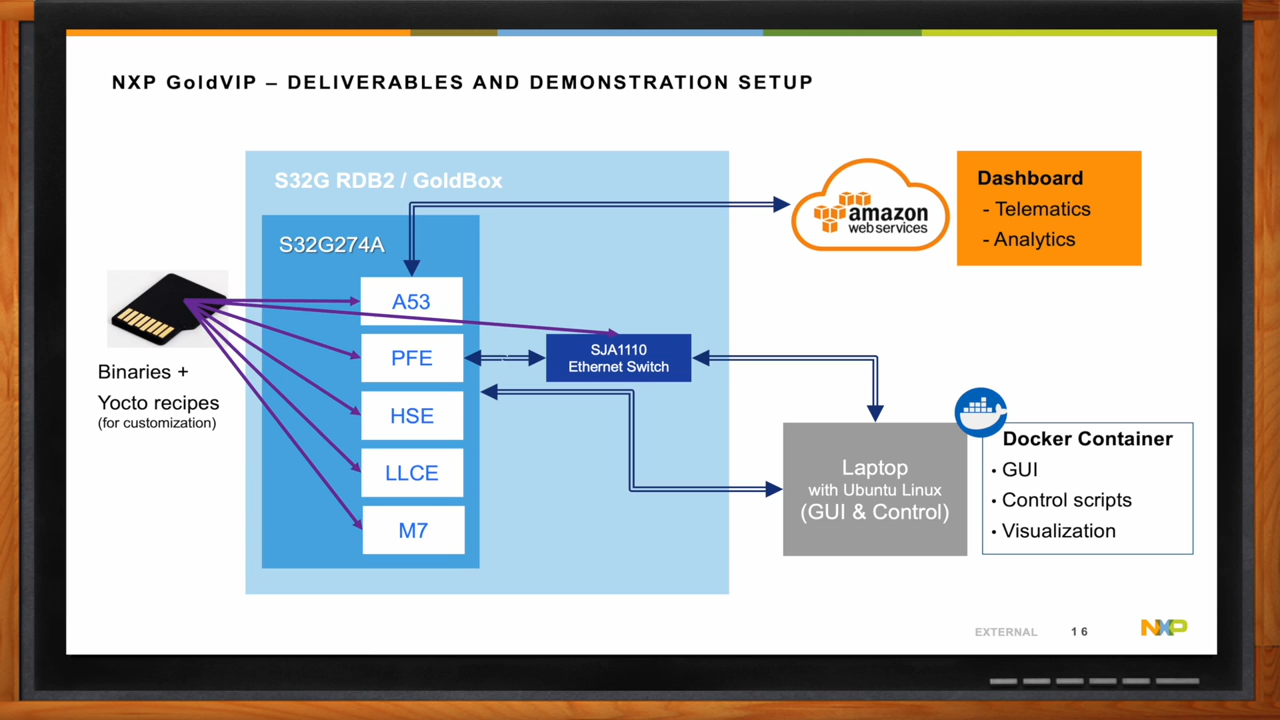 NXP GoldVIP – DELIVERABLES AND DEMONSTRATION SETUP
S32G RDB2 / GoldBox
S32G274A
A53
PFE
HSE
LLCE
M7
SJA1110
Ethernet Switch
Binaries +
Yocto recipes
(for customization)
amazon
web services
Dashboard
- Telematics
- Analytics
Laptop
with Ubuntu Linux
(GUI & Control)
Docker Container
• GUI
• Control scripts
• Visualization
EXTERNAL
16
NXP